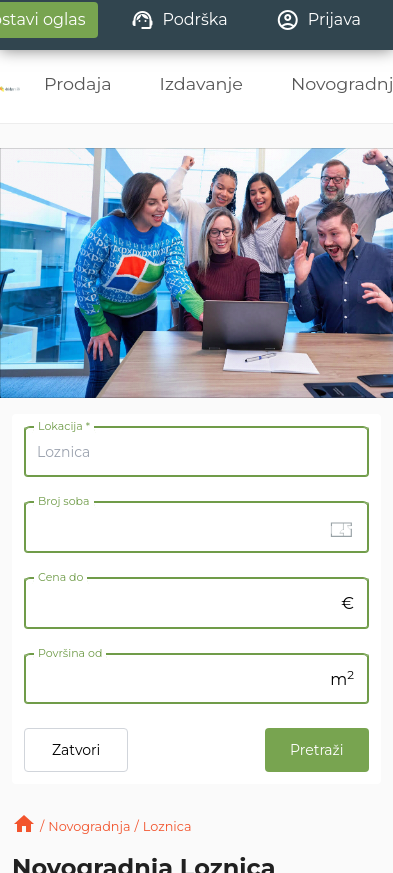 ostavi oglas
Podrška
Prijava
Prodaja
Izdavanje
Novogradnj
Lokacija *
Loznica
Broj soba
Cena do
€
Površina od
m²
Zatvori
Pretraži
/ Novogradnja / Loznica
Novogradnja Loznica